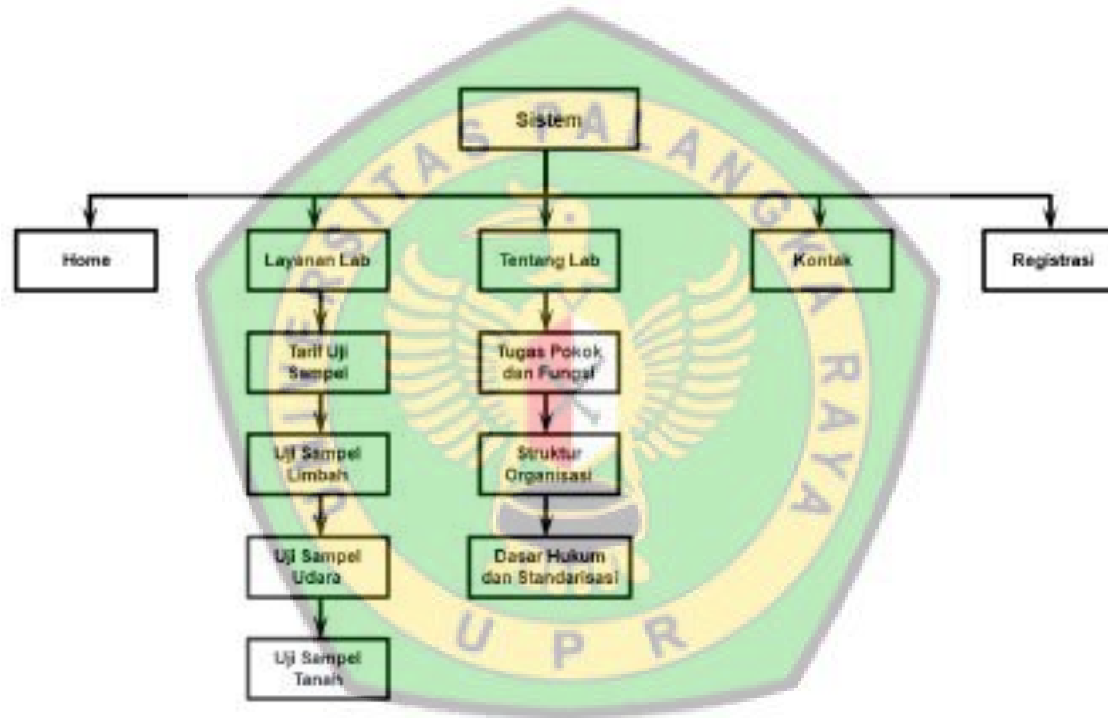 Sistem
UNIVERSITAS PALANGKA RAYA
Home
Layanan Lab
Tentang Lab
Kontak
Registrasi
Tarif Uji
Sampel
Tugas Pokok
dan Fungsi
Uji Sampel
Limbah
Struktur
Organisasi
Uji Sampel
Udara
Dasar Hukum
dan Standarisasi
Uji Sampel
Tanah
UPR